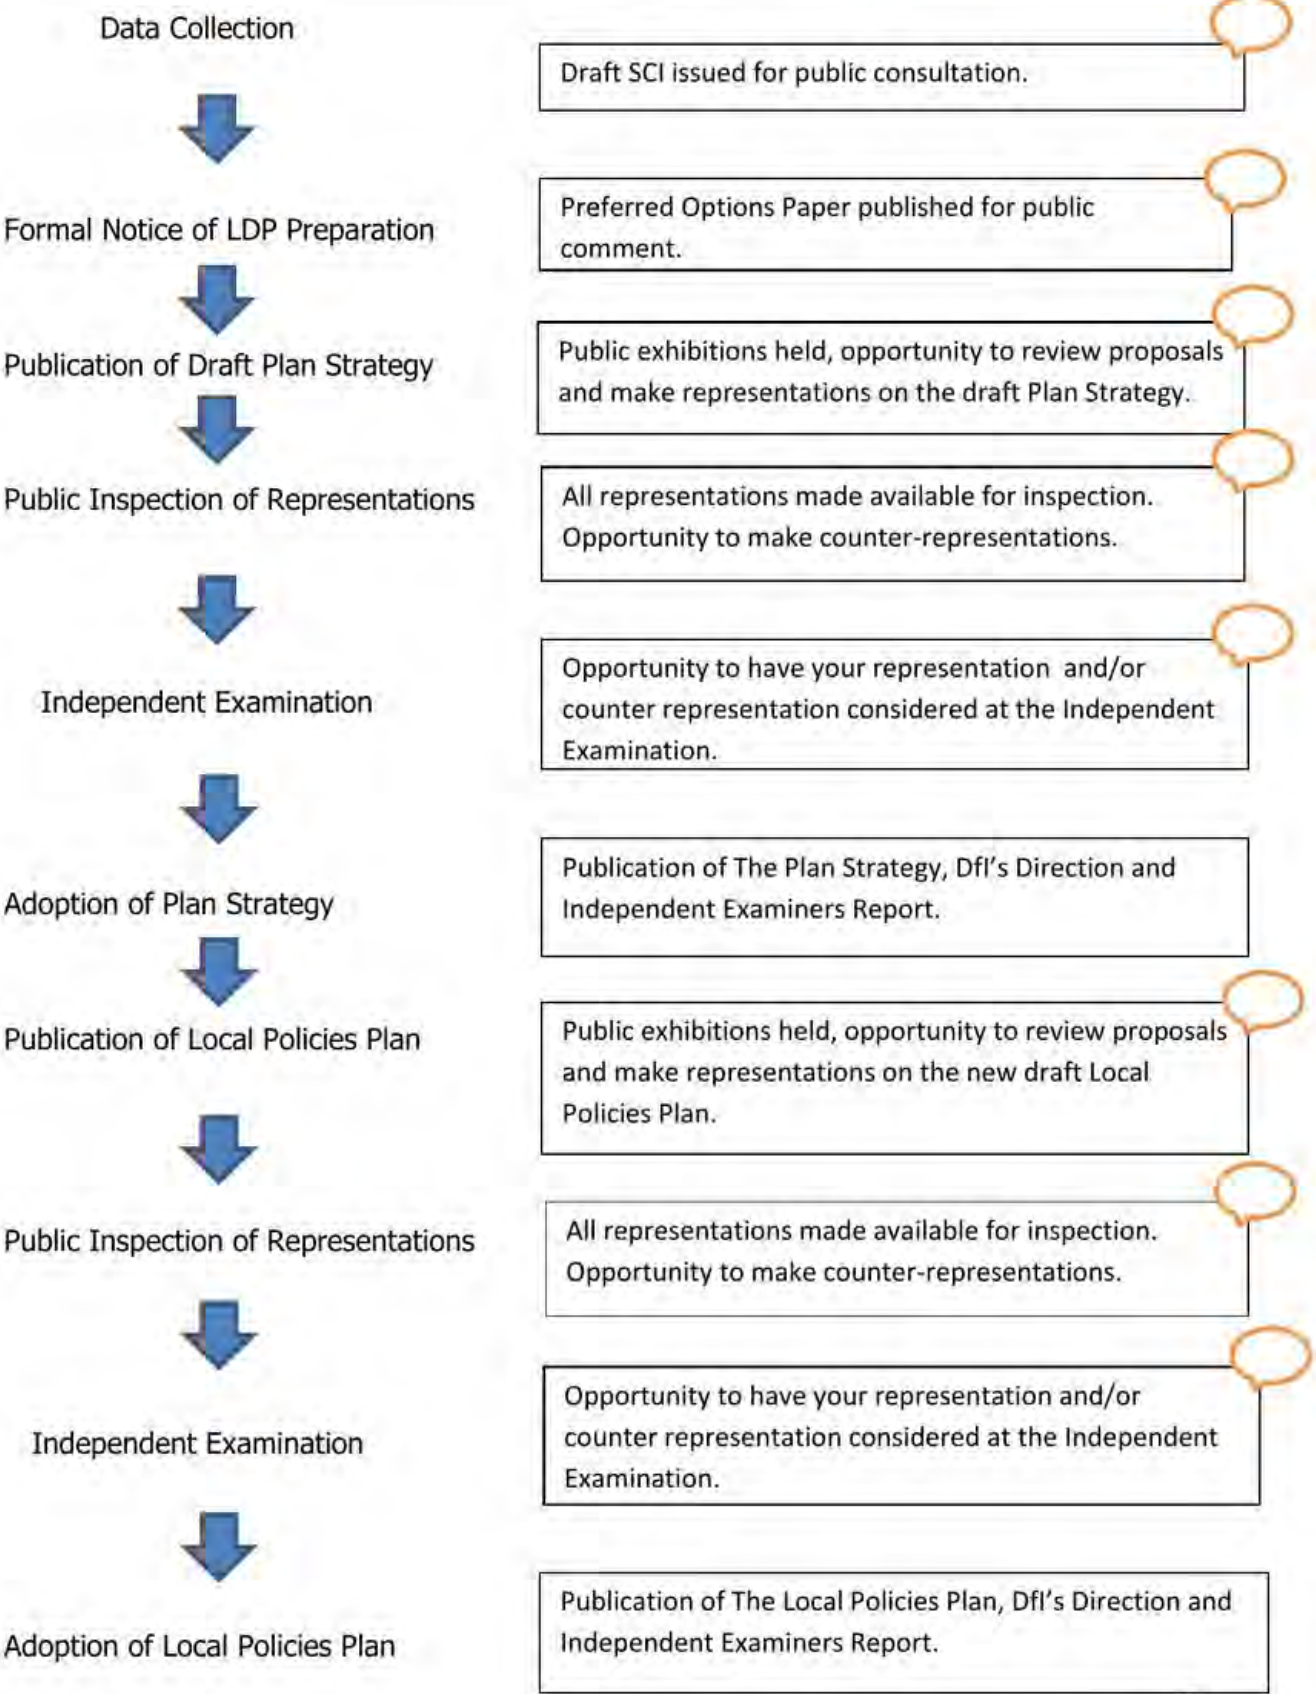 Data Collection
Draft SCI issued for public consultation.
Formal Notice of LDP Preparation
Preferred Options Paper published for public
comment.
Publication of Draft Plan Strategy
Public exhibitions held, opportunity to review proposals
and make representations on the draft Plan Strategy.
Public Inspection of Representations
All representations made available for inspection.
Opportunity to make counter-representations.
Independent Examination
Opportunity to have your representation and/or
counter representation considered at the Independent
Examination.
Adoption of Plan Strategy
Publication of The Plan Strategy, DfI's Direction and
Independent Examiners Report.
Publication of Local Policies Plan
Public exhibitions held, opportunity to review proposals
and make representations on the new draft Local
Policies Plan.
Public Inspection of Representations
All representations made available for inspection.
Opportunity to make counter-representations.
Independent Examination
Opportunity to have your representation and/or
counter representation considered at the Independent
Examination.
Adoption of Local Policies Plan
Publication of The Local Policies Plan, DfI's Direction and
Independent Examiners Report.